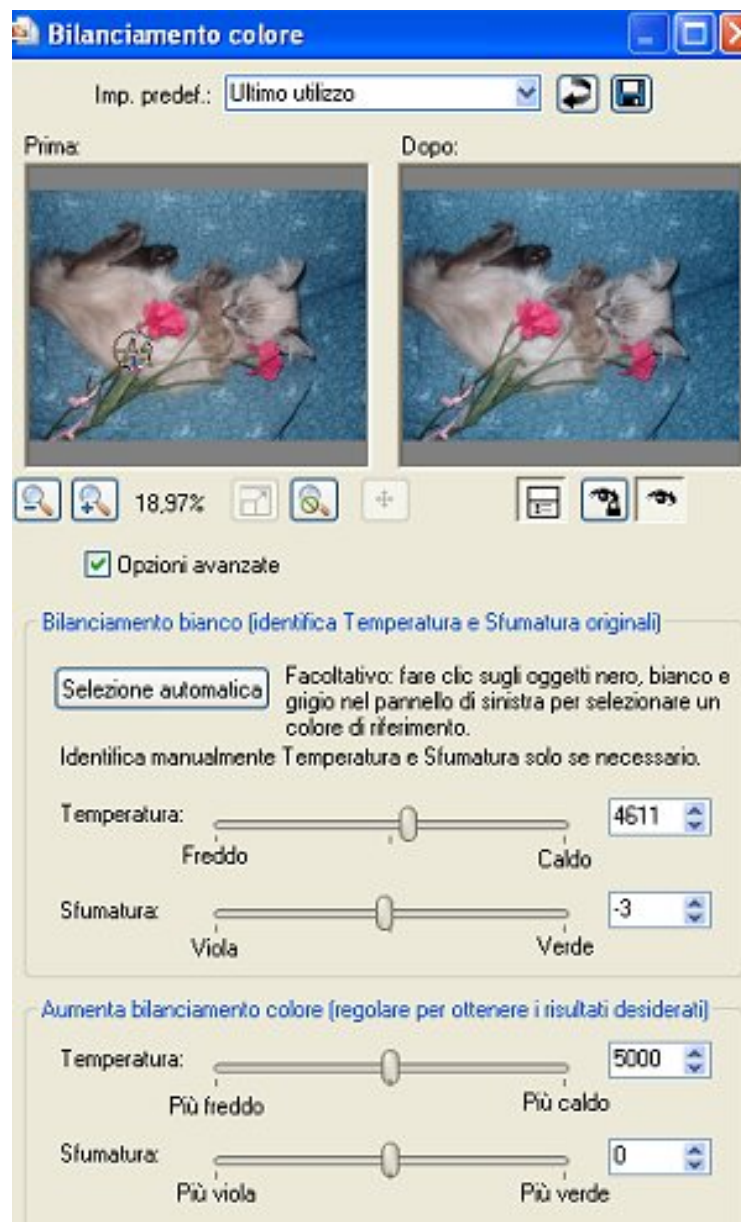 Bilanciamento colore
Imp. predef.: Ultimo utilizzo
Prima: Dopo:
18,97%
Opzioni avanzate
Bilanciamento bianco (identifica Temperatura e Sfumatura originali)
Selezione automatica
Facoltativo: fare clic sugli oggetti nero, bianco e
grigio nel pannello di sinistra per selezionare un
colore di riferimento.
Identifica manualmente Temperatura e Sfumatura solo se necessario.
Temperatura: 4611
Freddo Caldo
Sfumatura: -3
Viola Verde
Aumenta bilanciamento colore (regolare per ottenere i risultati desiderati)
Temperatura: 5000
Più freddo Più caldo
Sfumatura: 0
Più viola Più verde